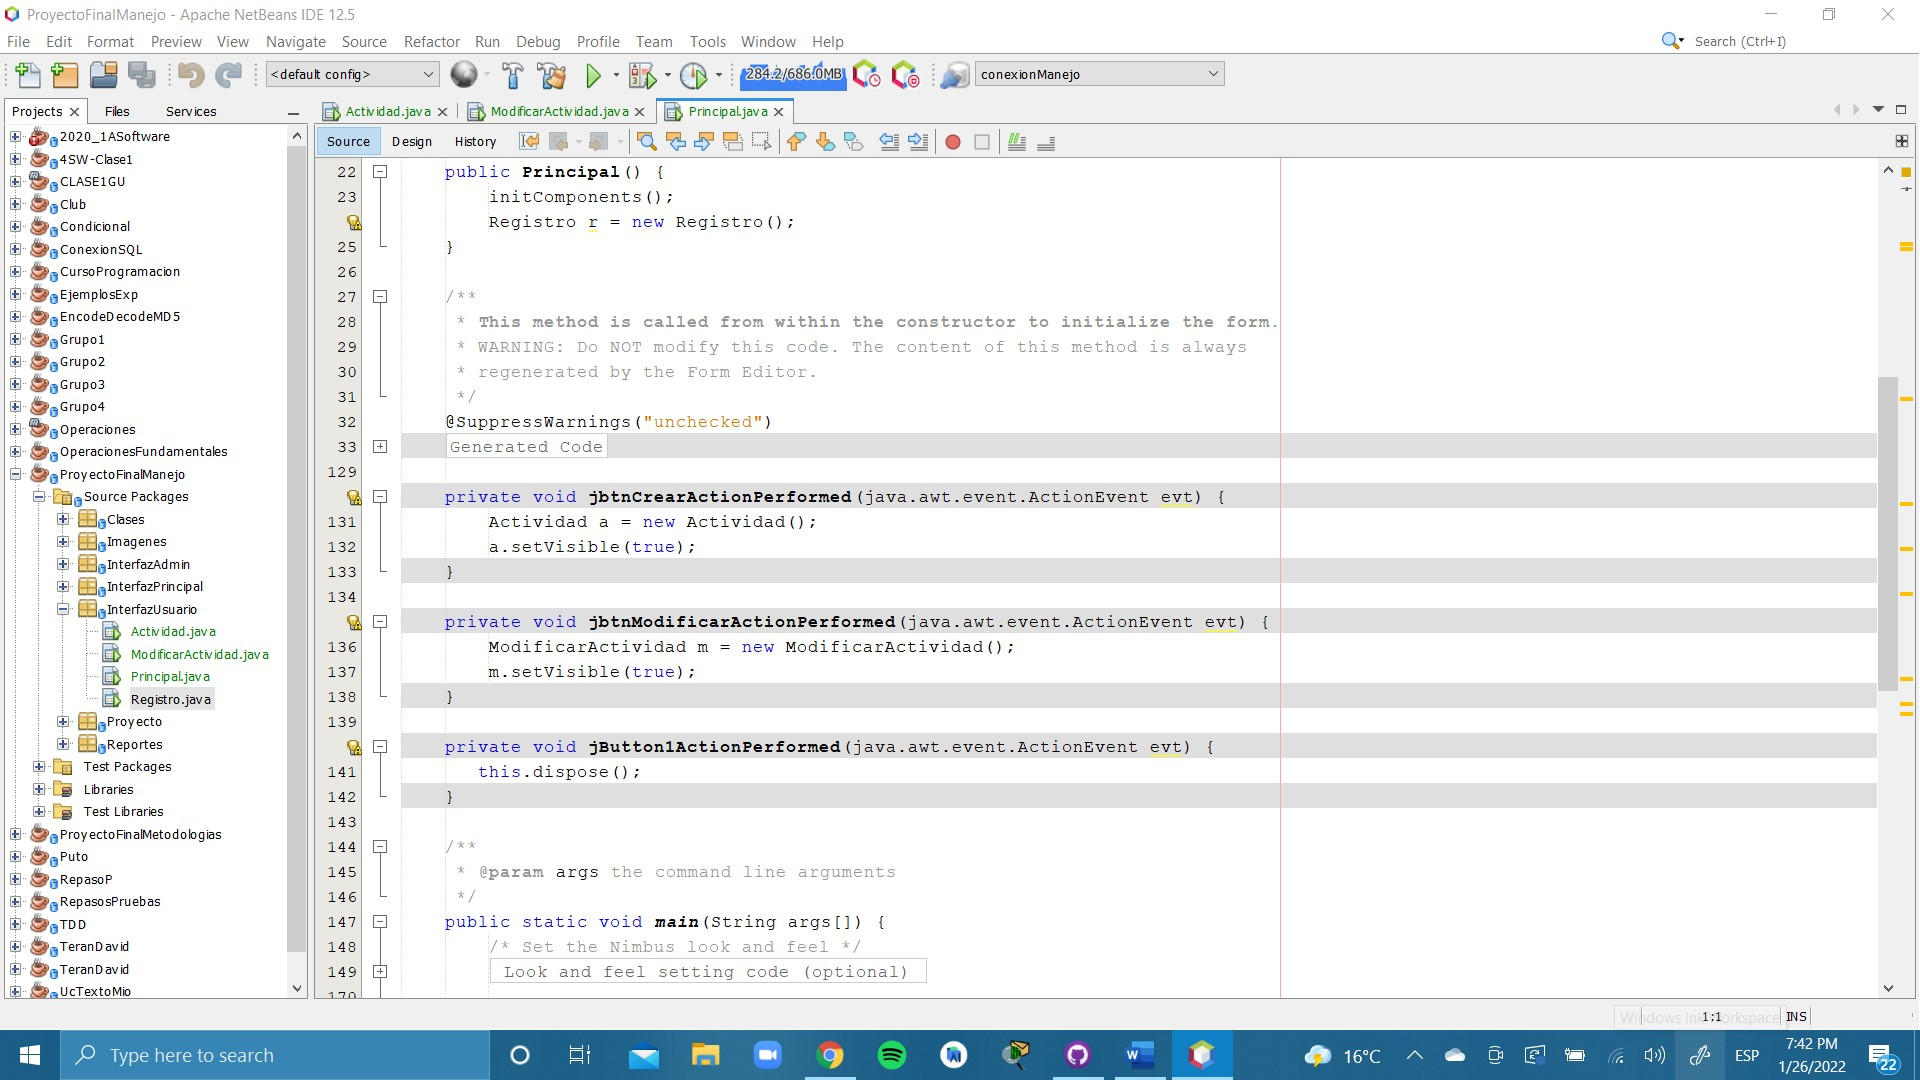 ProyectoFinalManejo - Apache NetBeans IDE 12.5
File Edit Format Preview View Navigate Source Refactor Run Debug Profile Team Tools Window Help
Search (Ctrl+I)
<default config>
284.2/686.0MB
conexionManejo
Projects Files Services
Actividad.java ModificarActividad.java Principal.java
Source Design History
2020_1ASoftware
4SW-Clase1
CLASE1GU
Club
Condicional
ConexionSQL
CursoProgramacion
EjemplosExp
EncodeDecodeMD5
Grupo1
Grupo2
Grupo3
Grupo4
Operaciones
OperacionesFundamentales
ProyectoFinalManejo
Source Packages
Clases
Imagenes
InterfazAdmin
InterfazPrincipal
InterfazUsuario
Actividad.java
ModificarActividad.java
Principal.java
Registro.java
Proyecto
Reportes
Test Packages
Libraries
Test Libraries
ProyectoFinalMetodologias
Puto
RepasoP
RepasosPruebas
TDD
TeranDavid
TeranDavid
UcTextoMio
22 public Principal() {
23 initComponents();
Registro r = new Registro();
25 }
26
27 /**
28 * This method is called from within the constructor to initialize the form.
29 * WARNING: Do NOT modify this code. The content of this method is always
30 * regenerated by the Form Editor.
31 */
32 @SuppressWarnings("unchecked")
33 Generated Code
129
private void jbtnCrearActionPerformed(java.awt.event.ActionEvent evt) {
131 Actividad a = new Actividad();
132 a.setVisible(true);
133 }
134
private void jbtnModificarActionPerformed(java.awt.event.ActionEvent evt) {
136 ModificarActividad m = new ModificarActividad();
137 m.setVisible(true);
138 }
139
private void jButton1ActionPerformed(java.awt.event.ActionEvent evt) {
141 this.dispose();
142 }
143
144 /**
145 * @param args the command line arguments
146 */
147 public static void main(String args[]) {
148 /* Set the Nimbus look and feel */
149 Look and feel setting code (optional)
170
Windows Ink Workspace
1:1 INS
Type here to search
16°C
ESP
7:42 PM
1/26/2022
22